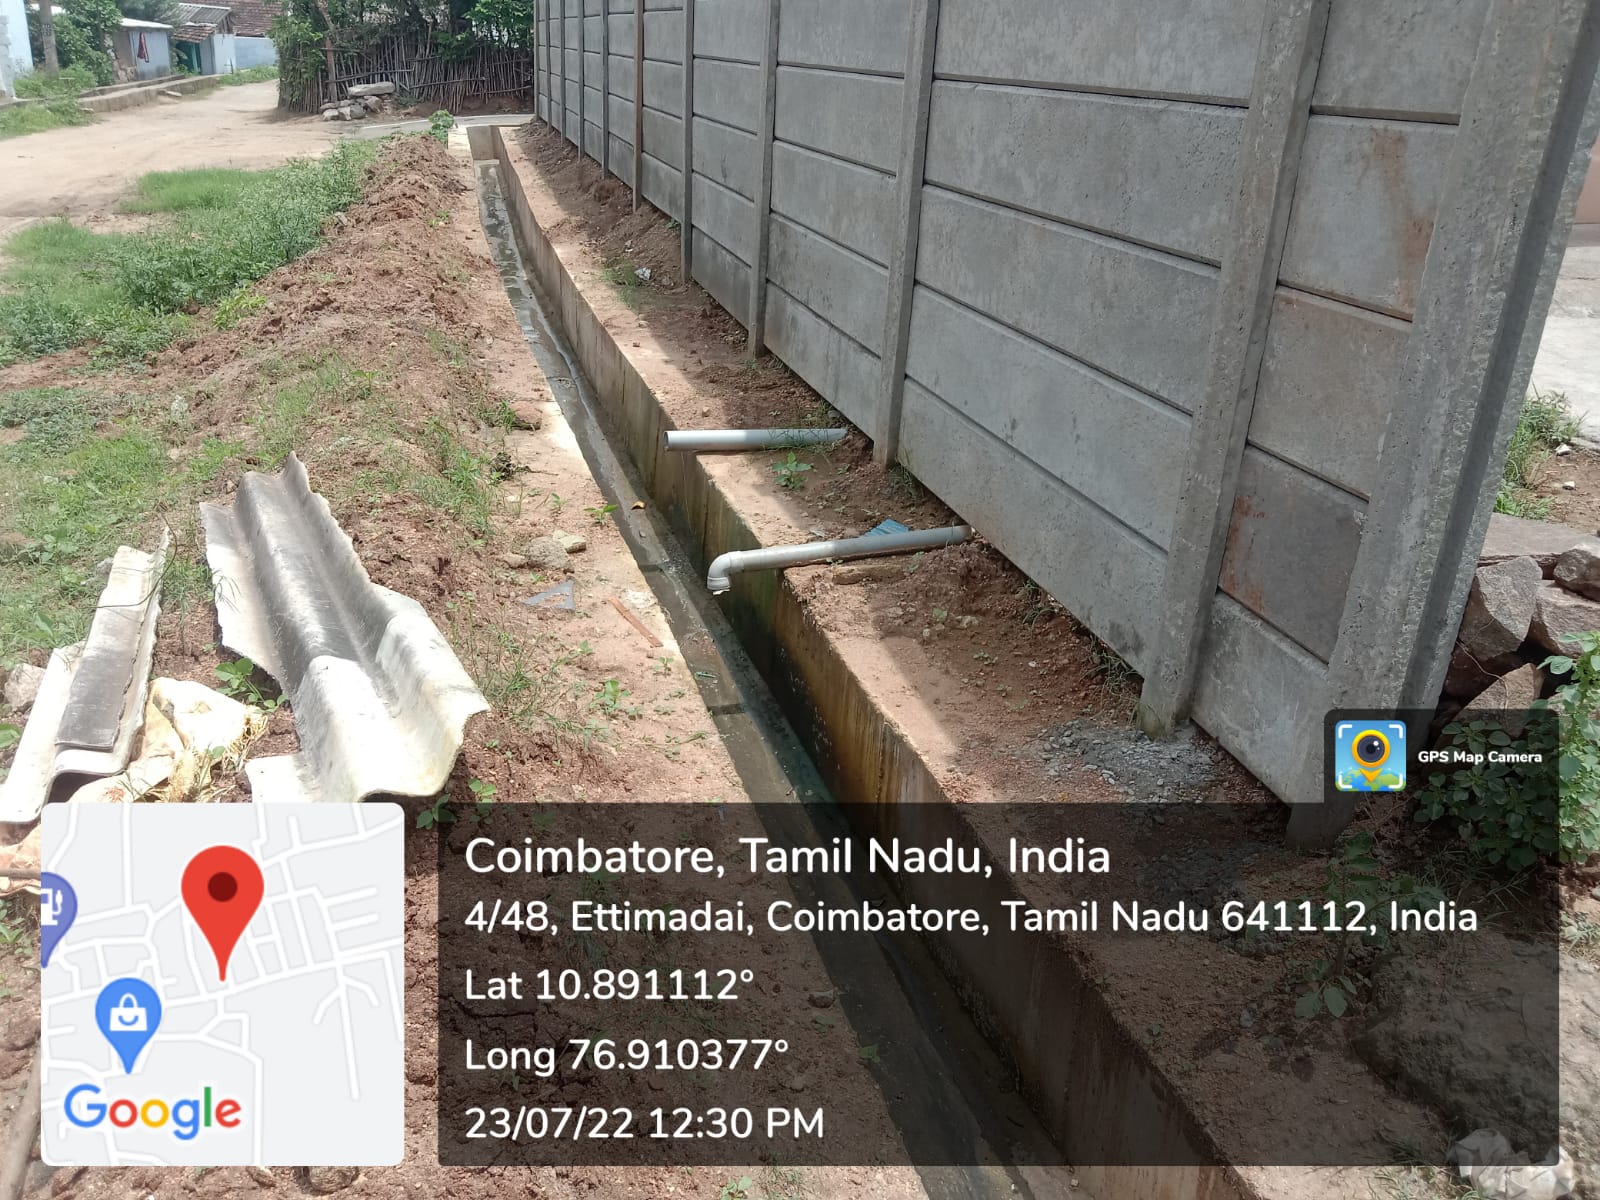 GPS Map Camera
Coimbatore, Tamil Nadu, India
4/48, Ettimadai, Coimbatore, Tamil Nadu 641112, India
Lat 10.891112°
Long 76.910377°
23/07/22 12:30 PM
Google